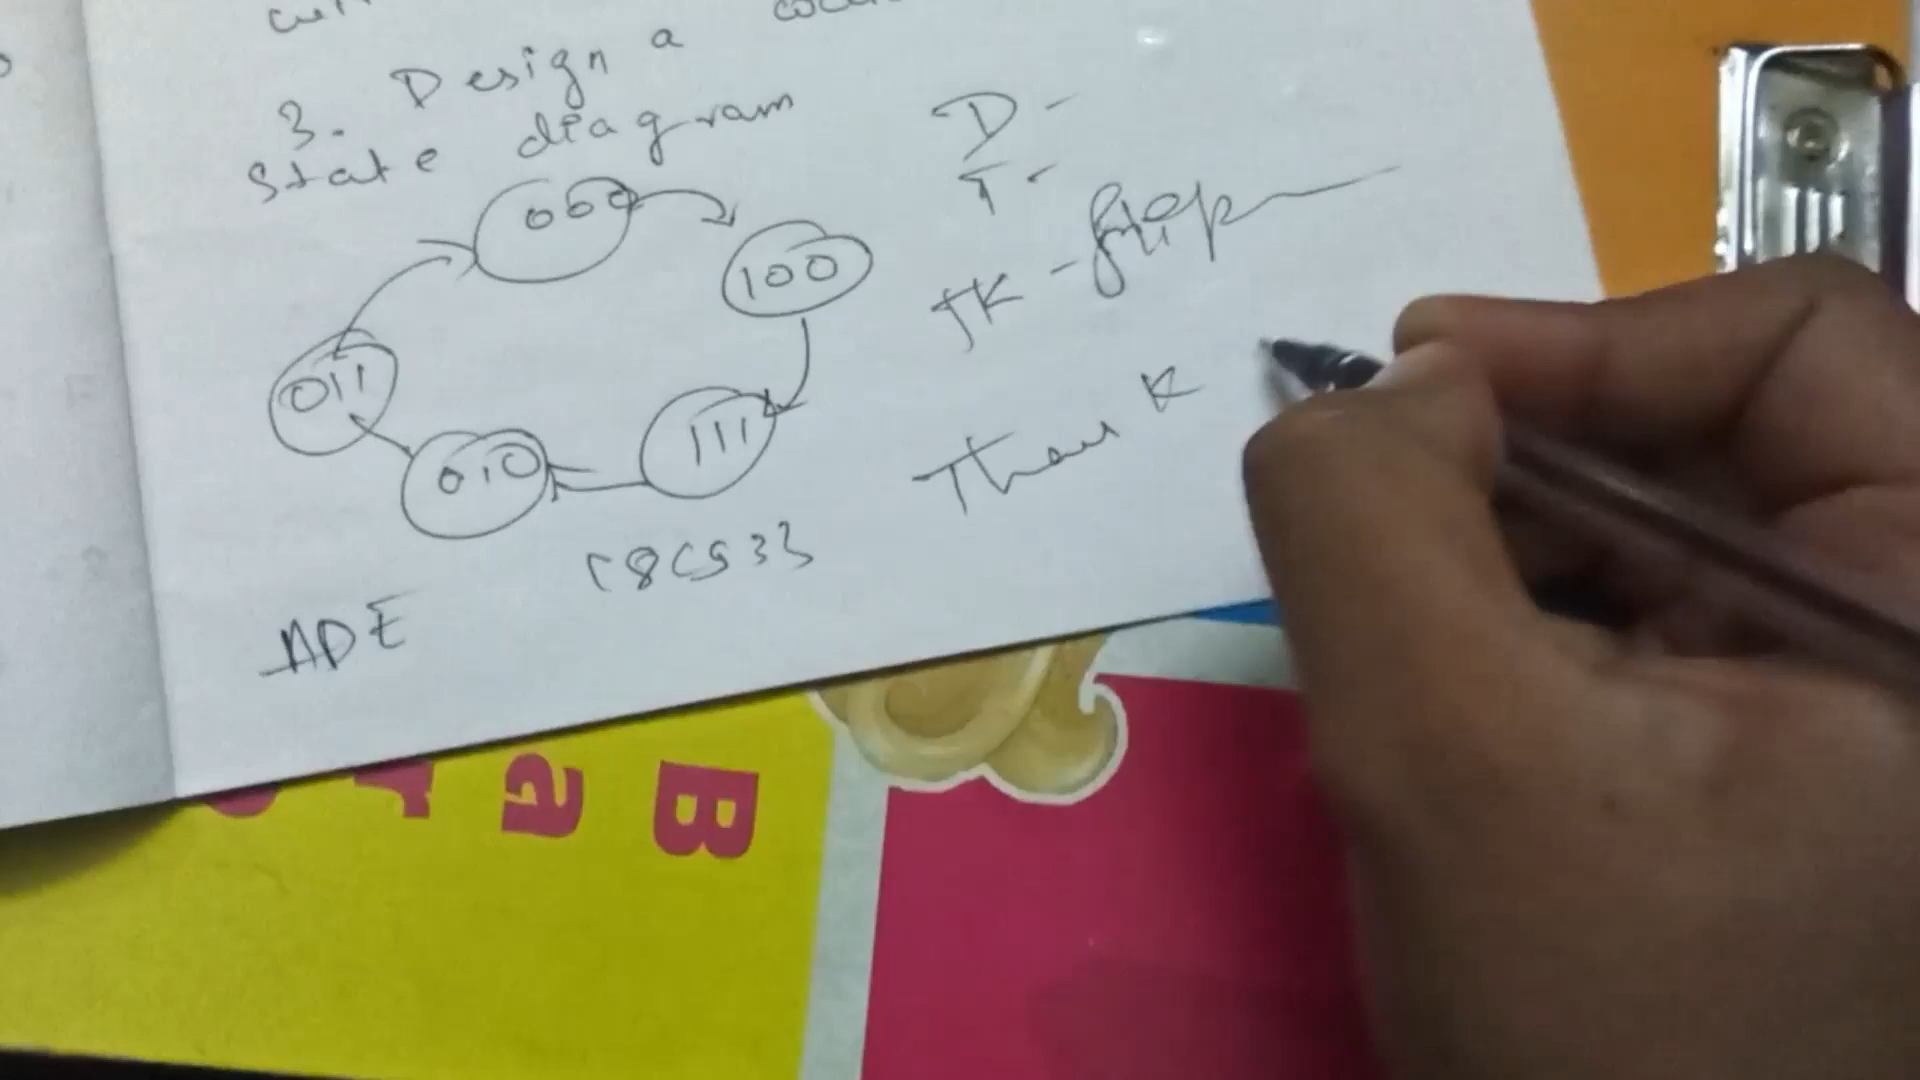 3. Design a
State diagram
000
100
111
010
011
D -
T -
JK - flip
Thank
18CS33
ADE
B a r